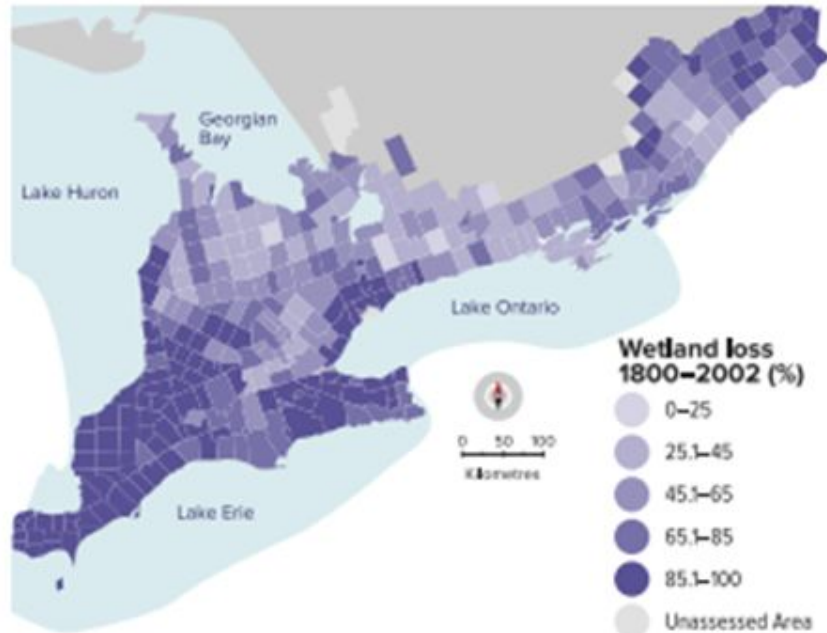 Georgian
Bay
Lake Huron
Lake Ontario
Wetland loss
1800–2002 (%)
0–25
25.1–45
45.1–65
65.1–85
85.1–100
Unassessed Area
0 50 100
Kilometres
Lake Erie